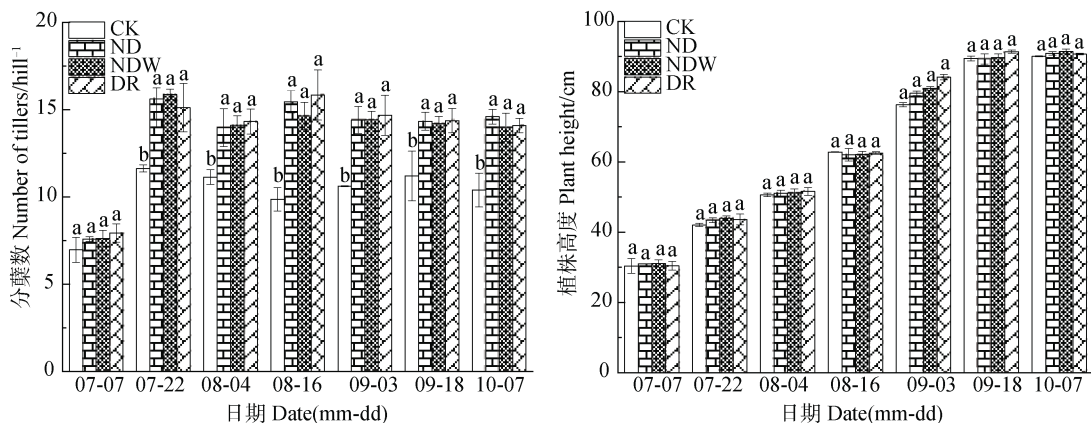 分蘖数 Number of tillers/hill⁻¹
20
15
10
5
0
CK
ND
NDW
DR
a a a a
b a a a
b a a a
b a a a
b a a a
b a a a
b a a a
07-07 07-22 08-04 08-16 09-03 09-18 10-07
日期 Date(mm-dd)
植株高度 Plant height/cm
100
80
60
40
20
0
CK
ND
NDW
DR
a a a a
a a a a
a a a a
a a a a
a a a a
a a a a
a a a a
07-07 07-22 08-04 08-16 09-03 09-18 10-07
日期 Date(mm-dd)